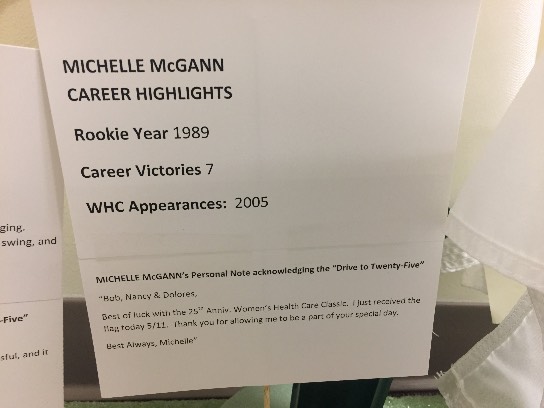 MICHELLE McGANN
CAREER HIGHLIGHTS
Rookie Year 1989
Career Victories 7
WHC Appearances: 2005
ging.
swing, and
MICHELLE McGANN's Personal Note acknowledging the "Drive to Twenty-Five"
"Bob, Nancy & Dolores,
Best of luck with the 25th Anniv. Women's Health Care Classic. I just received the
flag today 5/11. Thank you for allowing me to be a part of your special day.
Best Always, Michelle"
-Five"
sful, and it